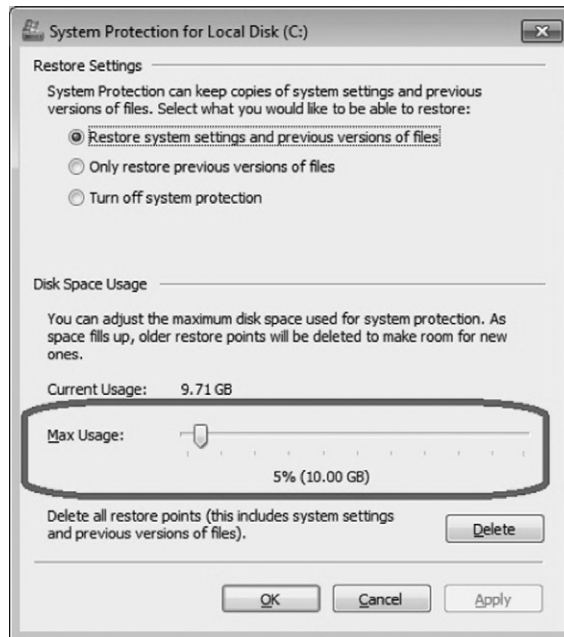 System Protection for Local Disk (C:)
Restore Settings
System Protection can keep copies of system settings and previous
versions of files. Select what you would like to be able to restore:
Restore system settings and previous versions of files
Only restore previous versions of files
Turn off system protection
Disk Space Usage
You can adjust the maximum disk space used for system protection. As
space fills up, older restore points will be deleted to make room for new
ones.
Current Usage: 9.71 GB
Max Usage:
5% (10.00 GB)
Delete all restore points (this includes system settings
and previous versions of files).
Delete
OK Cancel Apply